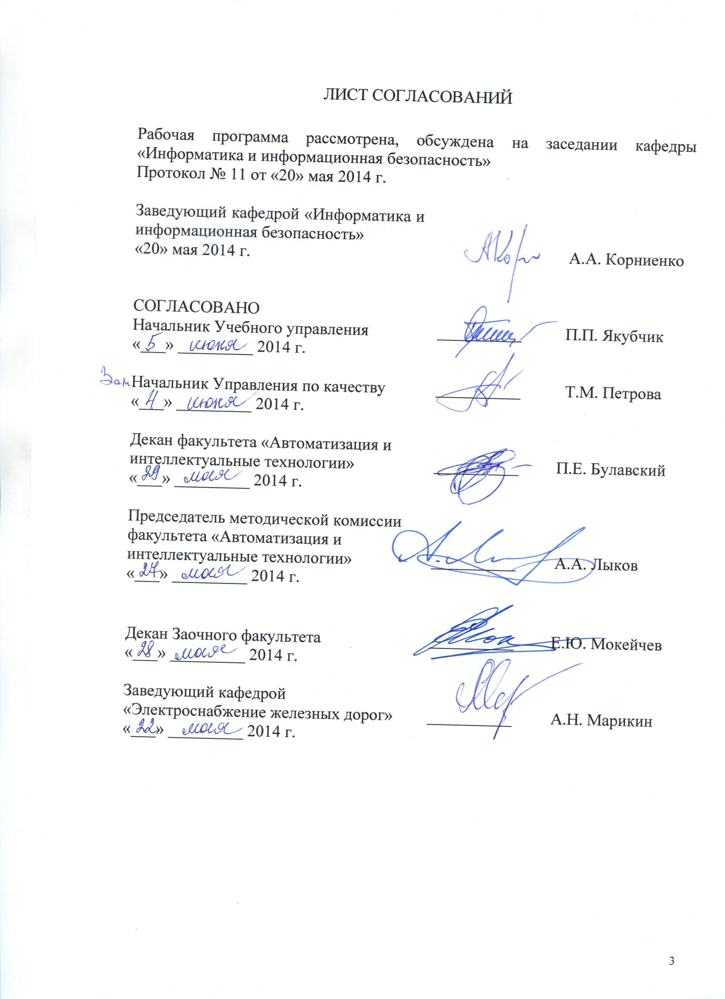 ЛИСТ СОГЛАСОВАНИЙ
Рабочая программа рассмотрена, обсуждена на заседании кафедры
«Информатика и информационная безопасность»
Протокол № 11 от «20» мая 2014 г.
Заведующий кафедрой «Информатика и
информационная безопасность»
«20» мая 2014 г. А.А. Корниенко
СОГЛАСОВАНО
Начальник Учебного управления П.П. Якубчик
«5» июня 2014 г.
Зам Начальник Управления по качеству Т.М. Петрова
«4» июня 2014 г.
Декан факультета «Автоматизация и
интеллектуальные технологии» П.Е. Булавский
«29» мая 2014 г.
Председатель методической комиссии
факультета «Автоматизация и
интеллектуальные технологии» А.А. Лыков
«27» мая 2014 г.
Декан Заочного факультета Е.Ю. Мокейчев
«28» мая 2014 г.
Заведующий кафедрой
«Электроснабжение железных дорог» А.Н. Марикин
«22» мая 2014 г.
3